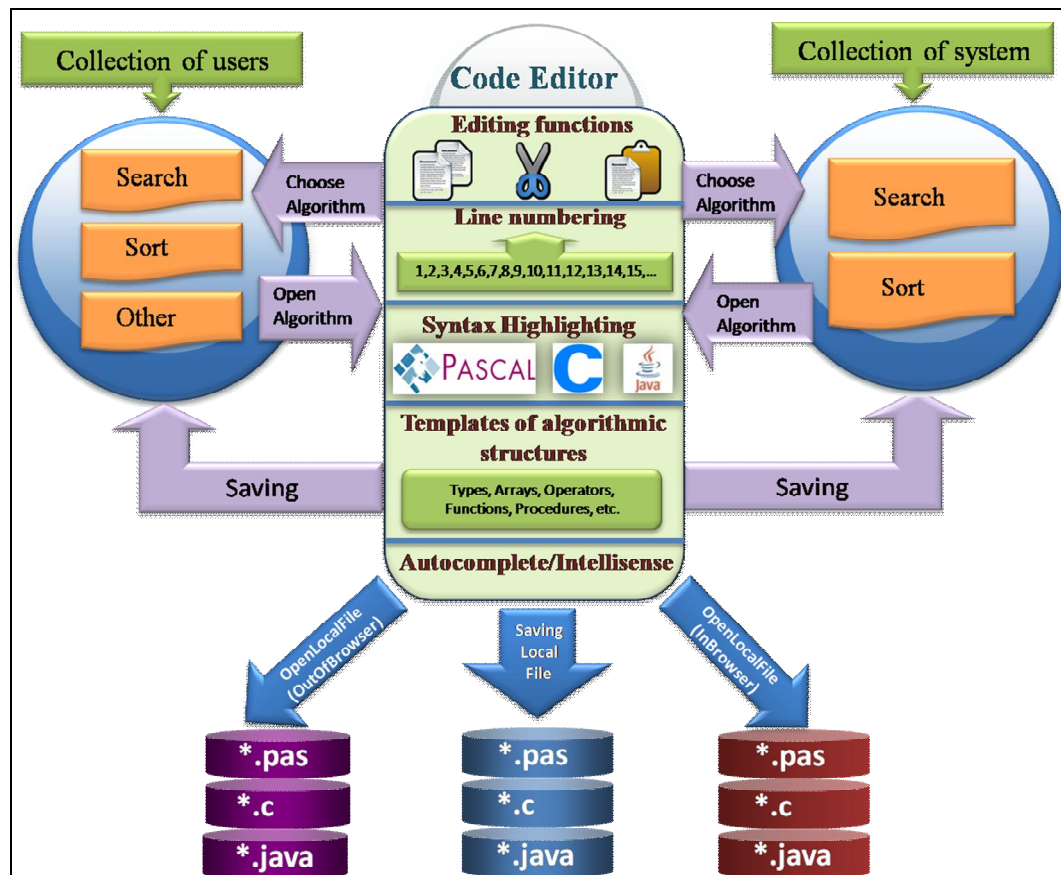 Collection of users
Search
Sort
Other
Choose
Algorithm
Open
Algorithm
Saving
Code Editor
Editing functions
Line numbering
1,2,3,4,5,6,7,8,9,10,11,12,13,14,15,...
Syntax Highlighting
PASCAL
C
Java
Templates of algorithmic
structures
Types, Arrays, Operators,
Functions, Procedures, etc.
Autocomplete/Intellisense
Collection of system
Choose
Algorithm
Search
Sort
Open
Algorithm
Saving
OpenLocalFile
(OutOfBrowser)
Saving
Local
File
OpenLocalFile
(InBrowser)
*.pas
*.c
*.java
*.pas
*.c
*.java
*.pas
*.c
*.java